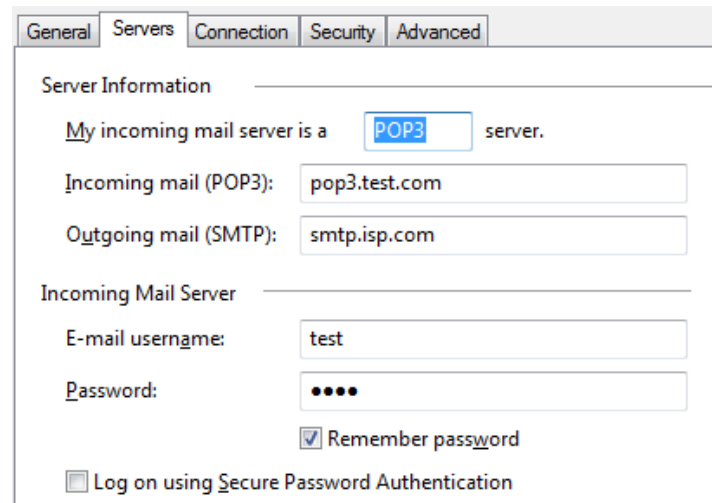 General Servers Connection Security Advanced
Server Information
My incoming mail server is a POP3 server.
Incoming mail (POP3): pop3.test.com
Outgoing mail (SMTP): smtp.isp.com
Incoming Mail Server
E-mail username: test
Password: ●●●●
Remember password
Log on using Secure Password Authentication